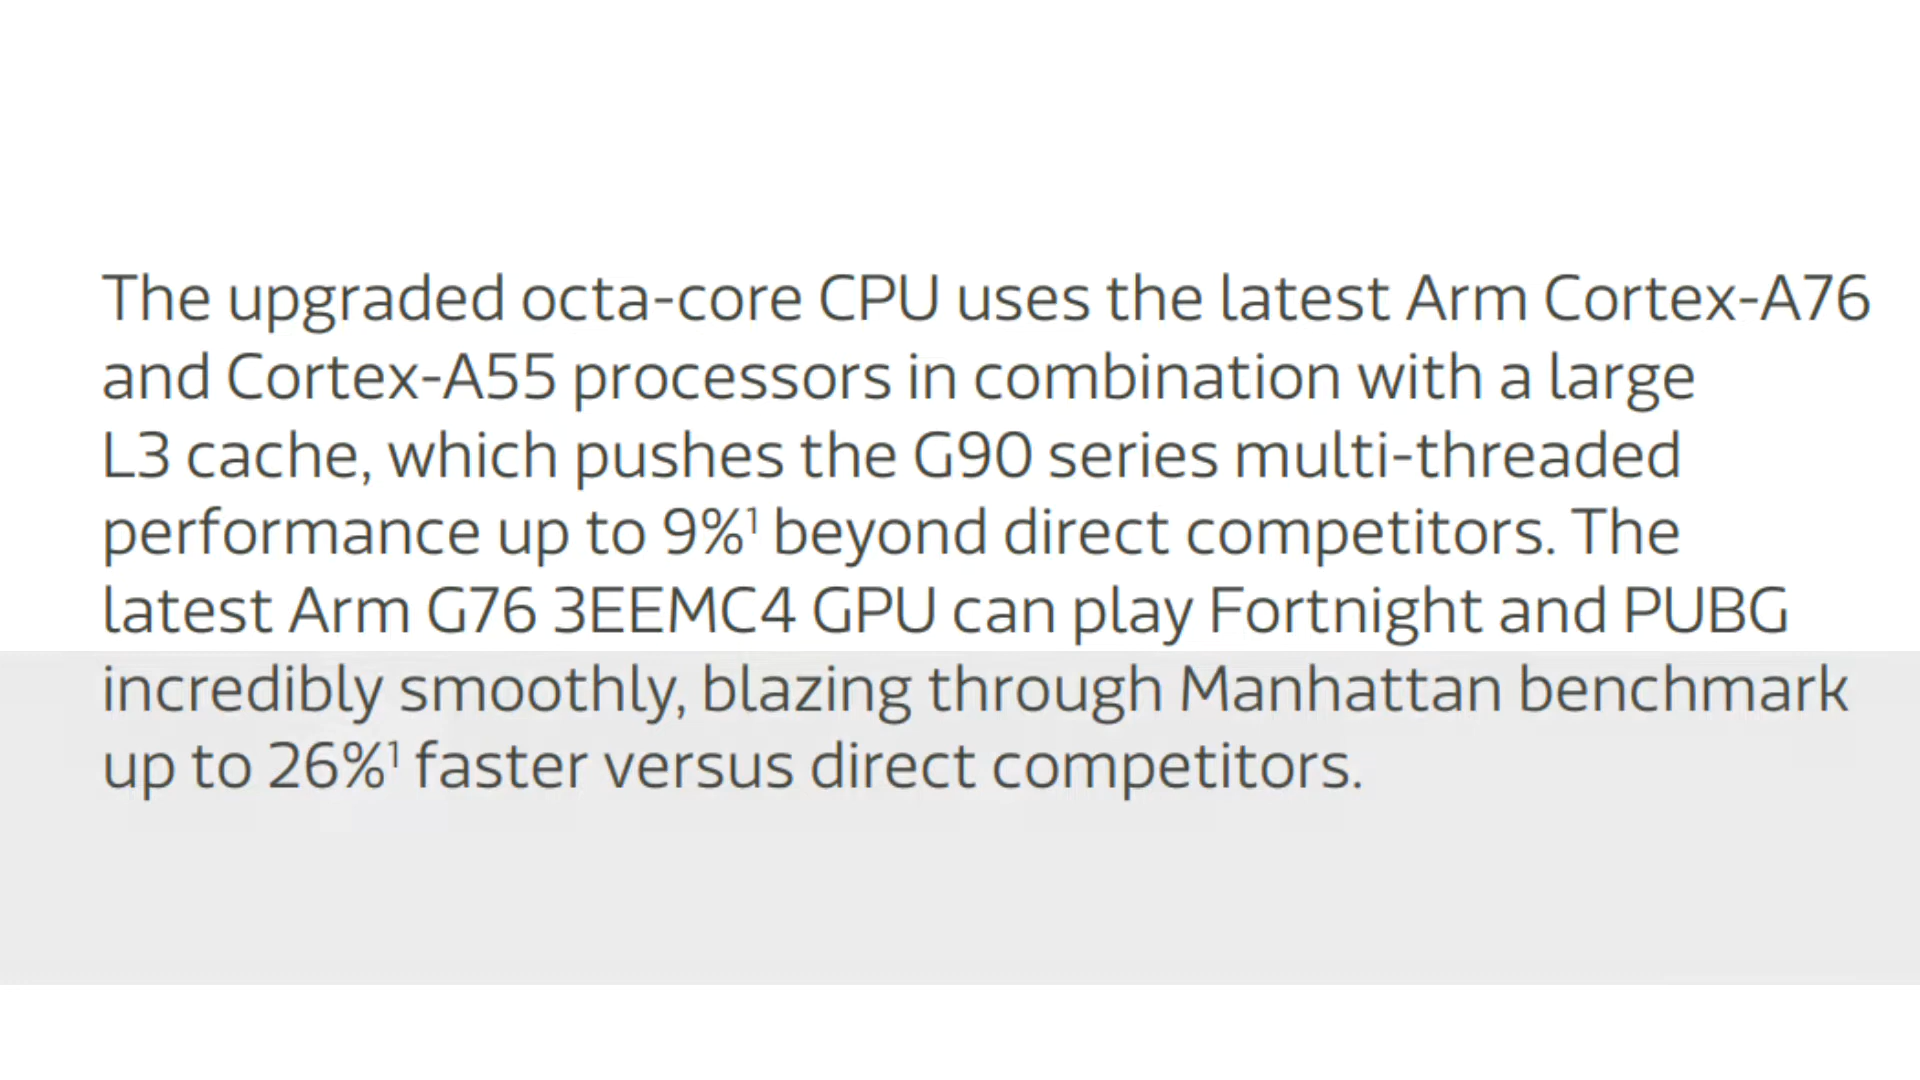 The upgraded octa-core CPU uses the latest Arm Cortex-A76
and Cortex-A55 processors in combination with a large
L3 cache, which pushes the G90 series multi-threaded
performance up to 9%¹ beyond direct competitors. The
latest Arm G76 3EEMC4 GPU can play Fortnight and PUBG
incredibly smoothly, blazing through Manhattan benchmark
up to 26%¹ faster versus direct competitors.